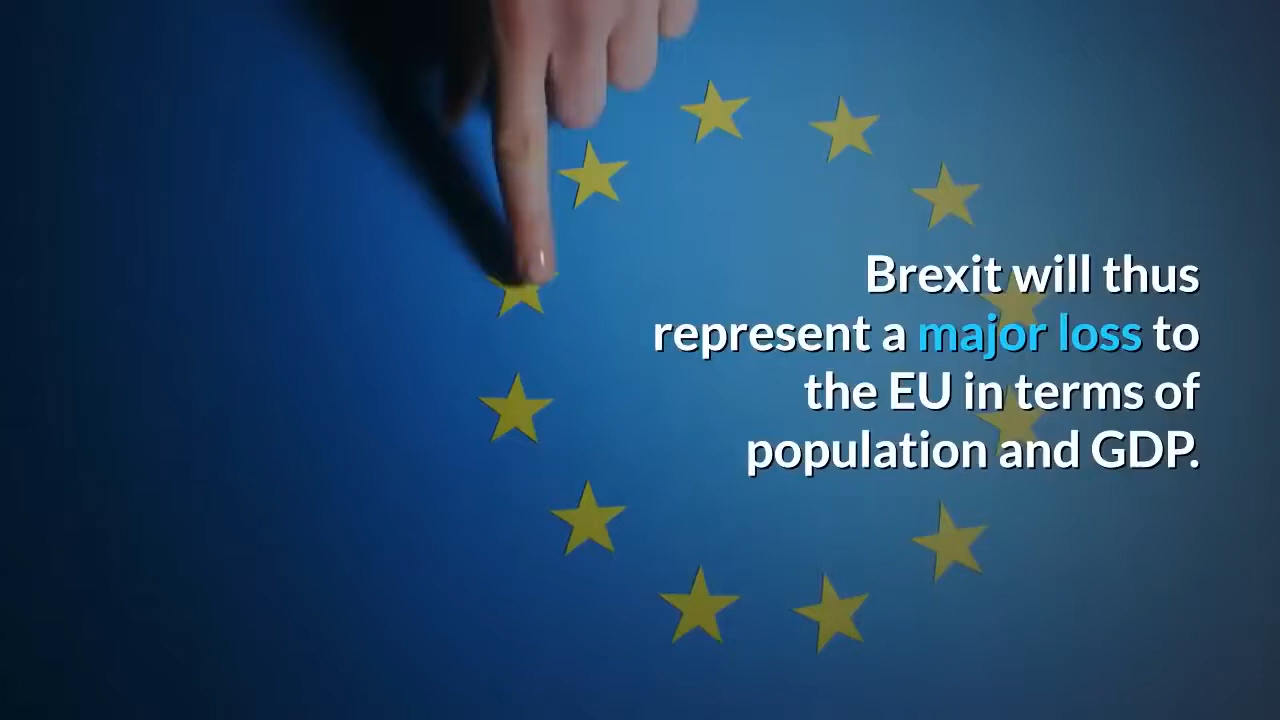 Brexit will thus
represent a major loss to
the EU in terms of
population and GDP.